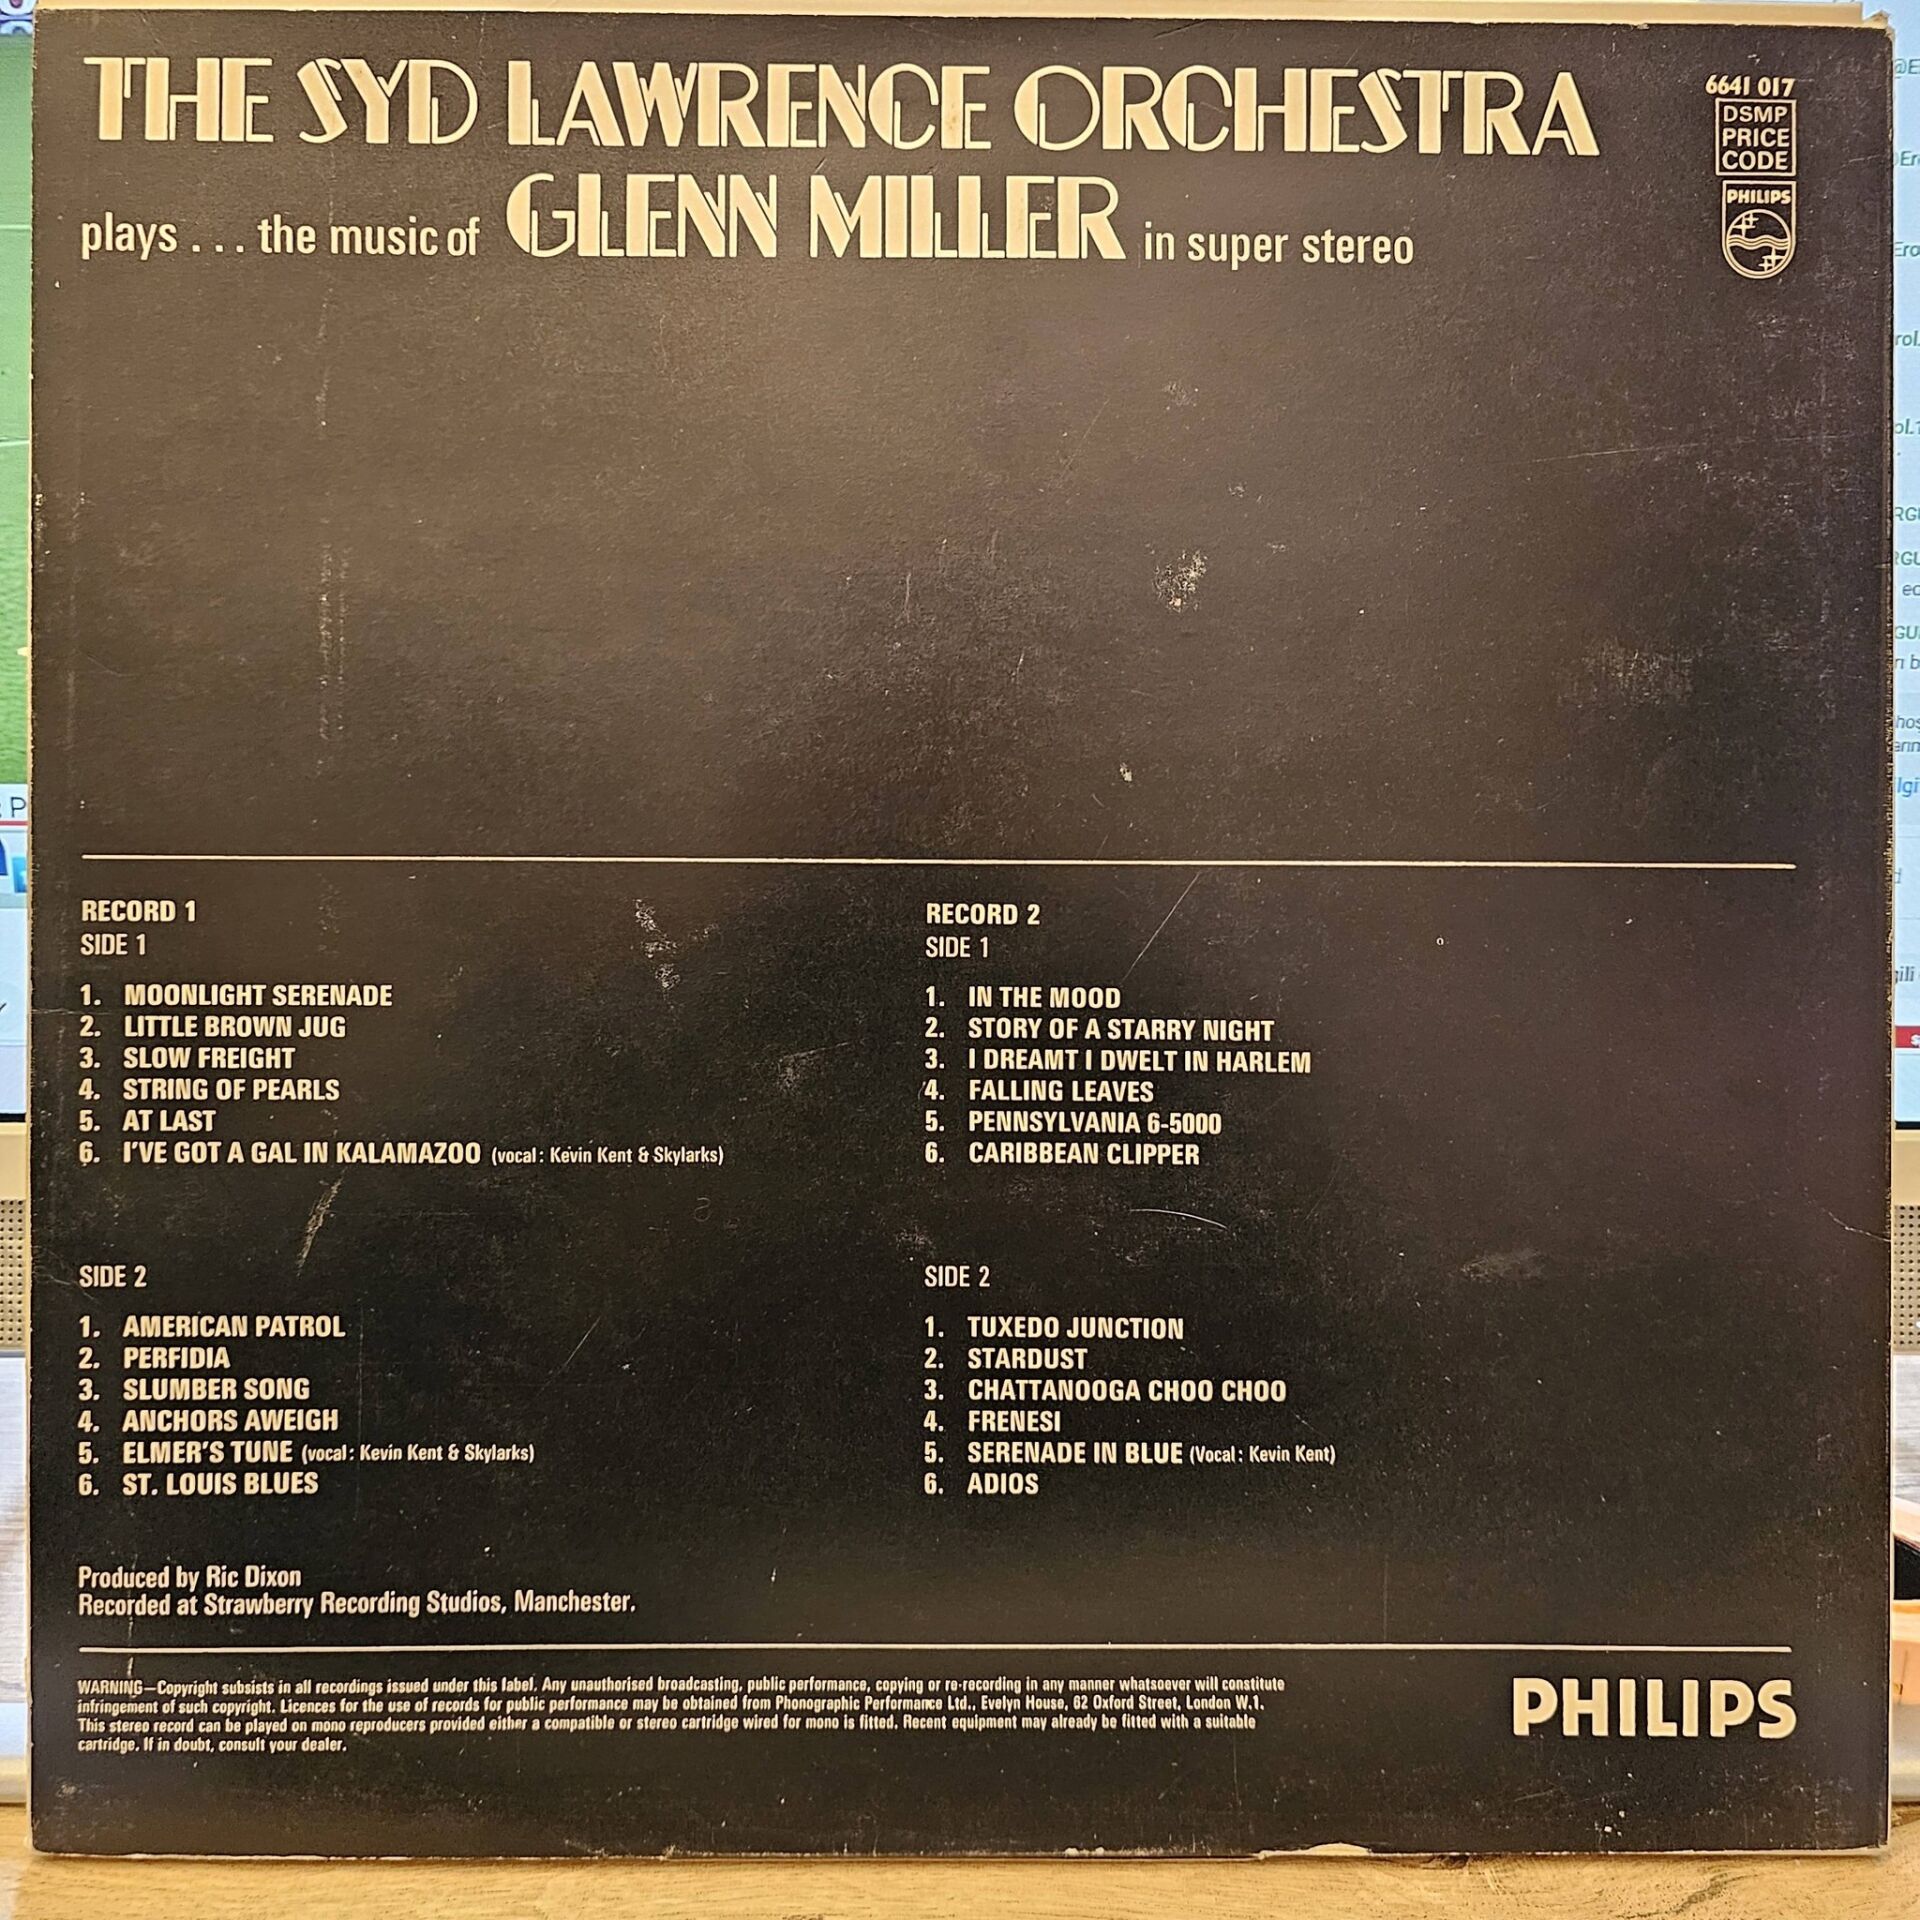 THE SYD LAWRENCE ORCHESTRA
plays... the music of GLENN MILLER in super stereo
6641 017
DSMP
PRICE
CODE
PHILIPS
RECORD 1
SIDE 1
1. MOONLIGHT SERENADE
2. LITTLE BROWN JUG
3. SLOW FREIGHT
4. STRING OF PEARLS
5. AT LAST
6. I'VE GOT A GAL IN KALAMAZOO (vocal: Kevin Kent & Skylarks)
SIDE 2
1. AMERICAN PATROL
2. PERFIDIA
3. SLUMBER SONG
4. ANCHORS AWEIGH
5. ELMER'S TUNE (vocal: Kevin Kent & Skylarks)
6. ST. LOUIS BLUES
RECORD 2
SIDE 1
1. IN THE MOOD
2. STORY OF A STARRY NIGHT
3. I DREAMT I DWELT IN HARLEM
4. FALLING LEAVES
5. PENNSYLVANIA 6-5000
6. CARIBBEAN CLIPPER
SIDE 2
1. TUXEDO JUNCTION
2. STARDUST
3. CHATTANOOGA CHOO CHOO
4. FRENESI
5. SERENADE IN BLUE (Vocal: Kevin Kent)
6. ADIOS
Produced by Ric Dixon
Recorded at Strawberry Recording Studios, Manchester.
WARNING—Copyright subsists in all recordings issued under this label. Any unauthorised broadcasting, public performance, copying or re-recording in any manner whatsoever will constitute
infringement of such copyright. Licences for the use of records for public performance may be obtained from Phonographic Performance Ltd., Evelyn House, 62 Oxford Street, London W.1.
This stereo record can be played on mono reproducers provided either a compatible or stereo cartridge wired for mono is fitted. Recent equipment may already be fitted with a suitable
cartridge. If in doubt, consult your dealer.
PHILIPS